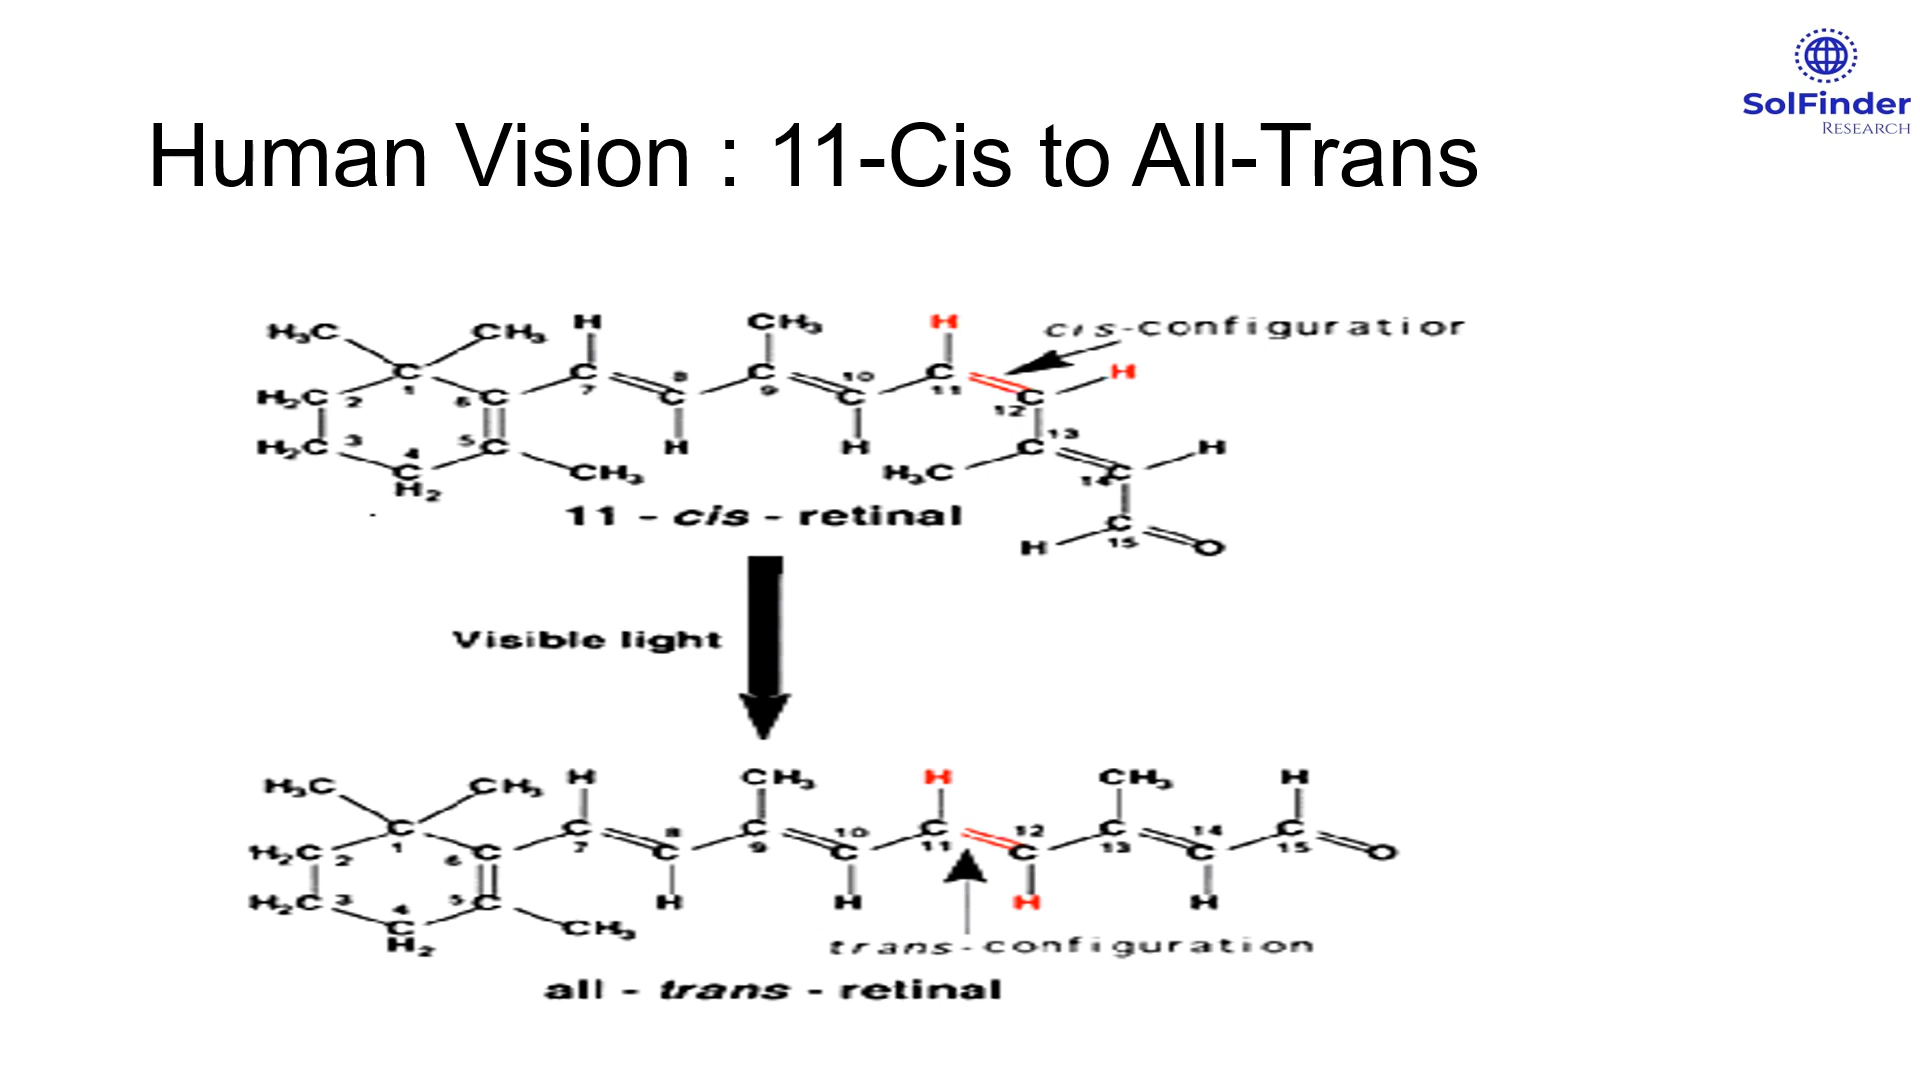 SolFinder
RESEARCH
Human Vision : 11-Cis to All-Trans
H3C CH3 H CH3 H cis-configuratior
C C C C H
H2C 2 1 6 C 7 8 C 9 10 C 11 12 C
H2C 3 4 5 C H H C 13 H
C H2 CH3 H3C 14 C
11 - cis - retinal
H C 15 O
Visible light
H3C CH3 H CH3 H CH3 H
C C 8 C 10 C 12 C 14 C
H2C 2 1 6 C 7 C 9 C 11 C 13 C 15 O
H2C 3 4 5 C H H H H
C H2 CH3
trans-configuration
all - trans - retinal